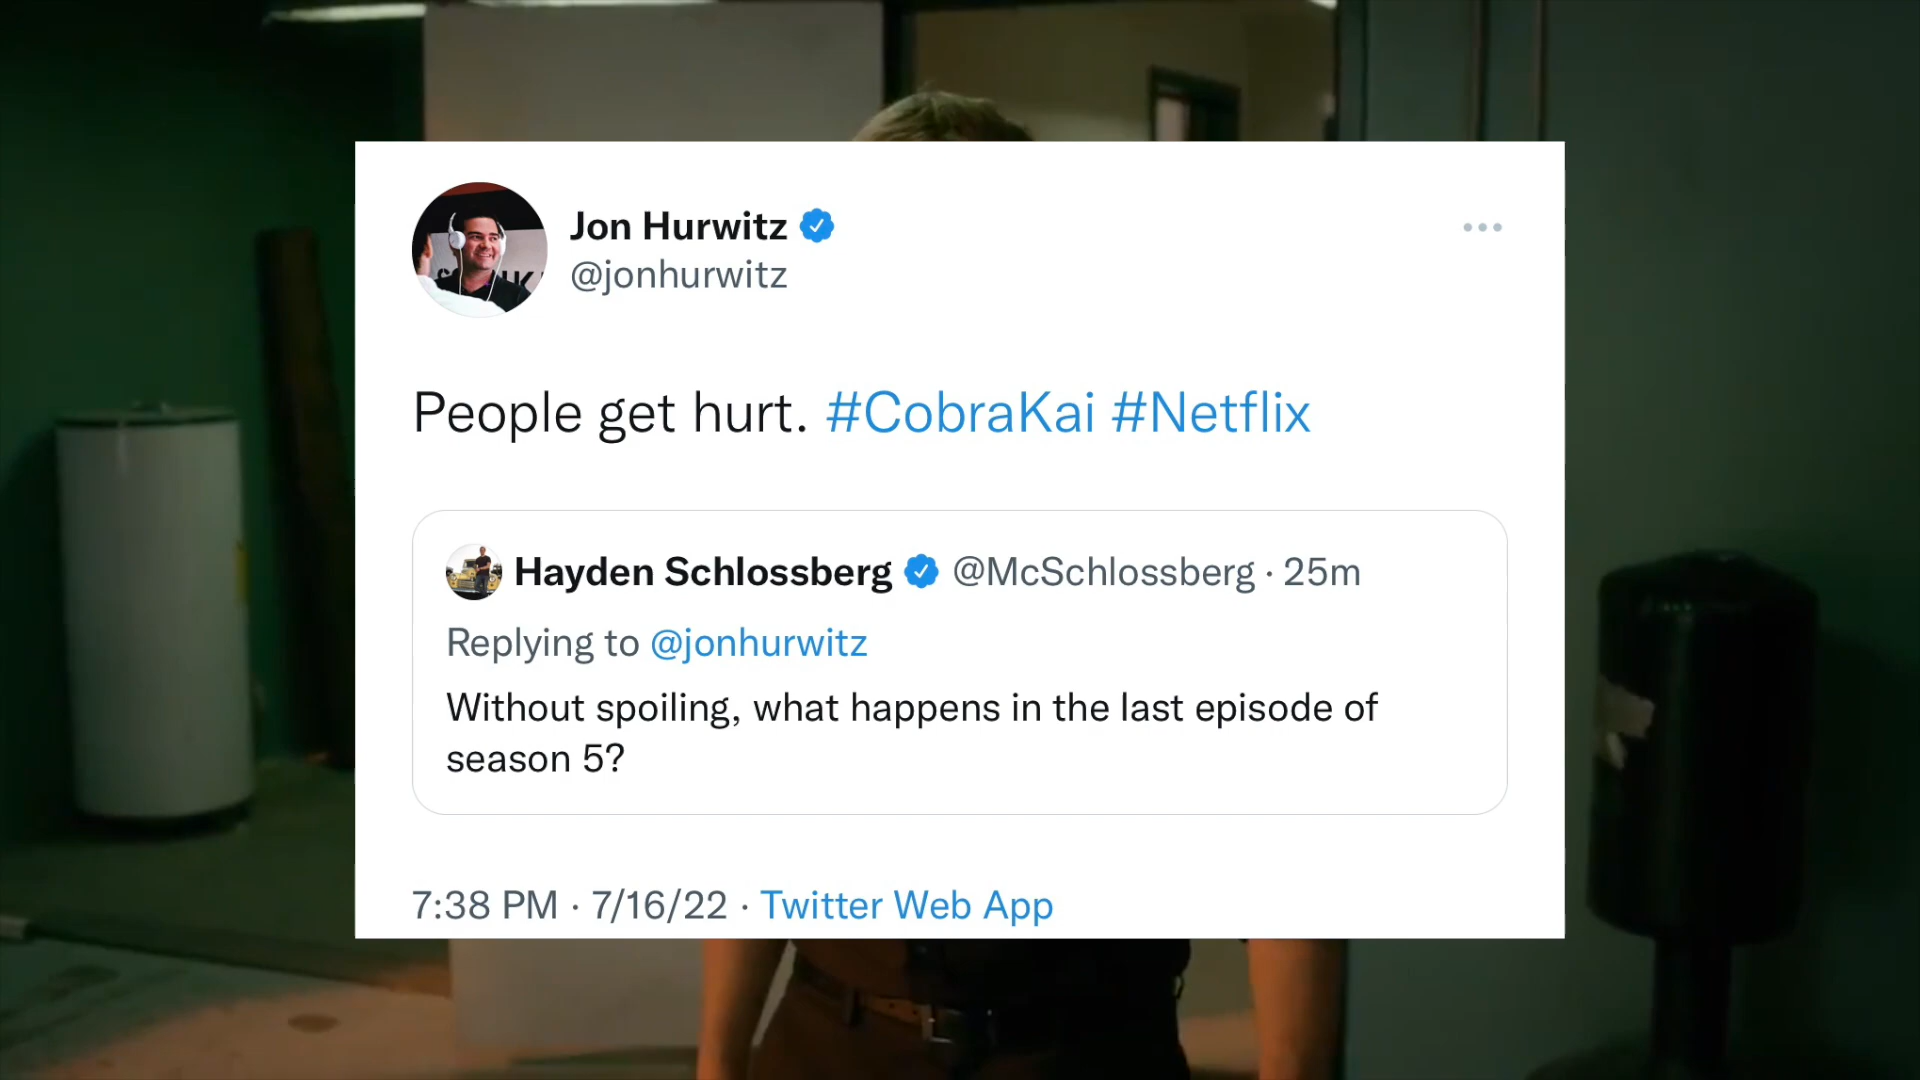 Jon Hurwitz
@jonhurwitz
People get hurt. #CobraKai #Netflix
Hayden Schlossberg @McSchlossberg · 25m
Replying to @jonhurwitz
Without spoiling, what happens in the last episode of
season 5?
7:38 PM · 7/16/22 · Twitter Web App